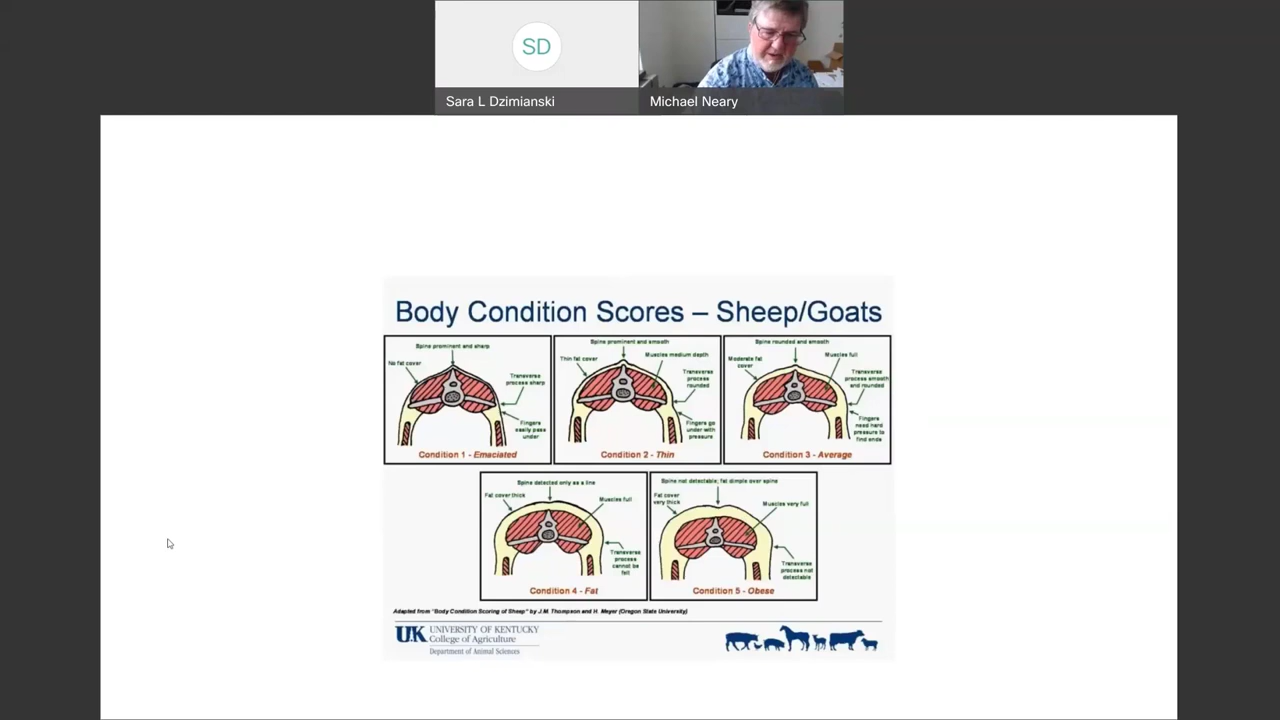 SD
Sara L Dzimianski
Michael Neary
Body Condition Scores – Sheep/Goats
Spine prominent and sharp
No fat cover
Transverse
process sharp
Fingers
easily pass
under
Condition 1 - Emaciated
Spine prominent and smooth
Thin fat cover
Muscles medium depth
Transverse
process
rounded
Fingers go
under with
pressure
Condition 2 - Thin
Spine rounded and smooth
Moderate fat
cover
Muscles full
Transverse
process smooth
and rounded
Fingers
need hard
pressure to
find ends
Condition 3 - Average
Spine detected only as a line
Fat cover thick
Muscles full
Transverse
process
cannot be
felt
Condition 4 - Fat
Spine not detectable; fat dimple over spine
Fat cover
very thick
Muscles very full
Transverse
process not
detectable
Condition 5 - Obese
Adapted from "Body Condition Scoring of Sheep" by J.M. Thompson and H. Meyer (Oregon State University)
UK
UNIVERSITY OF KENTUCKY
College of Agriculture
Department of Animal Sciences